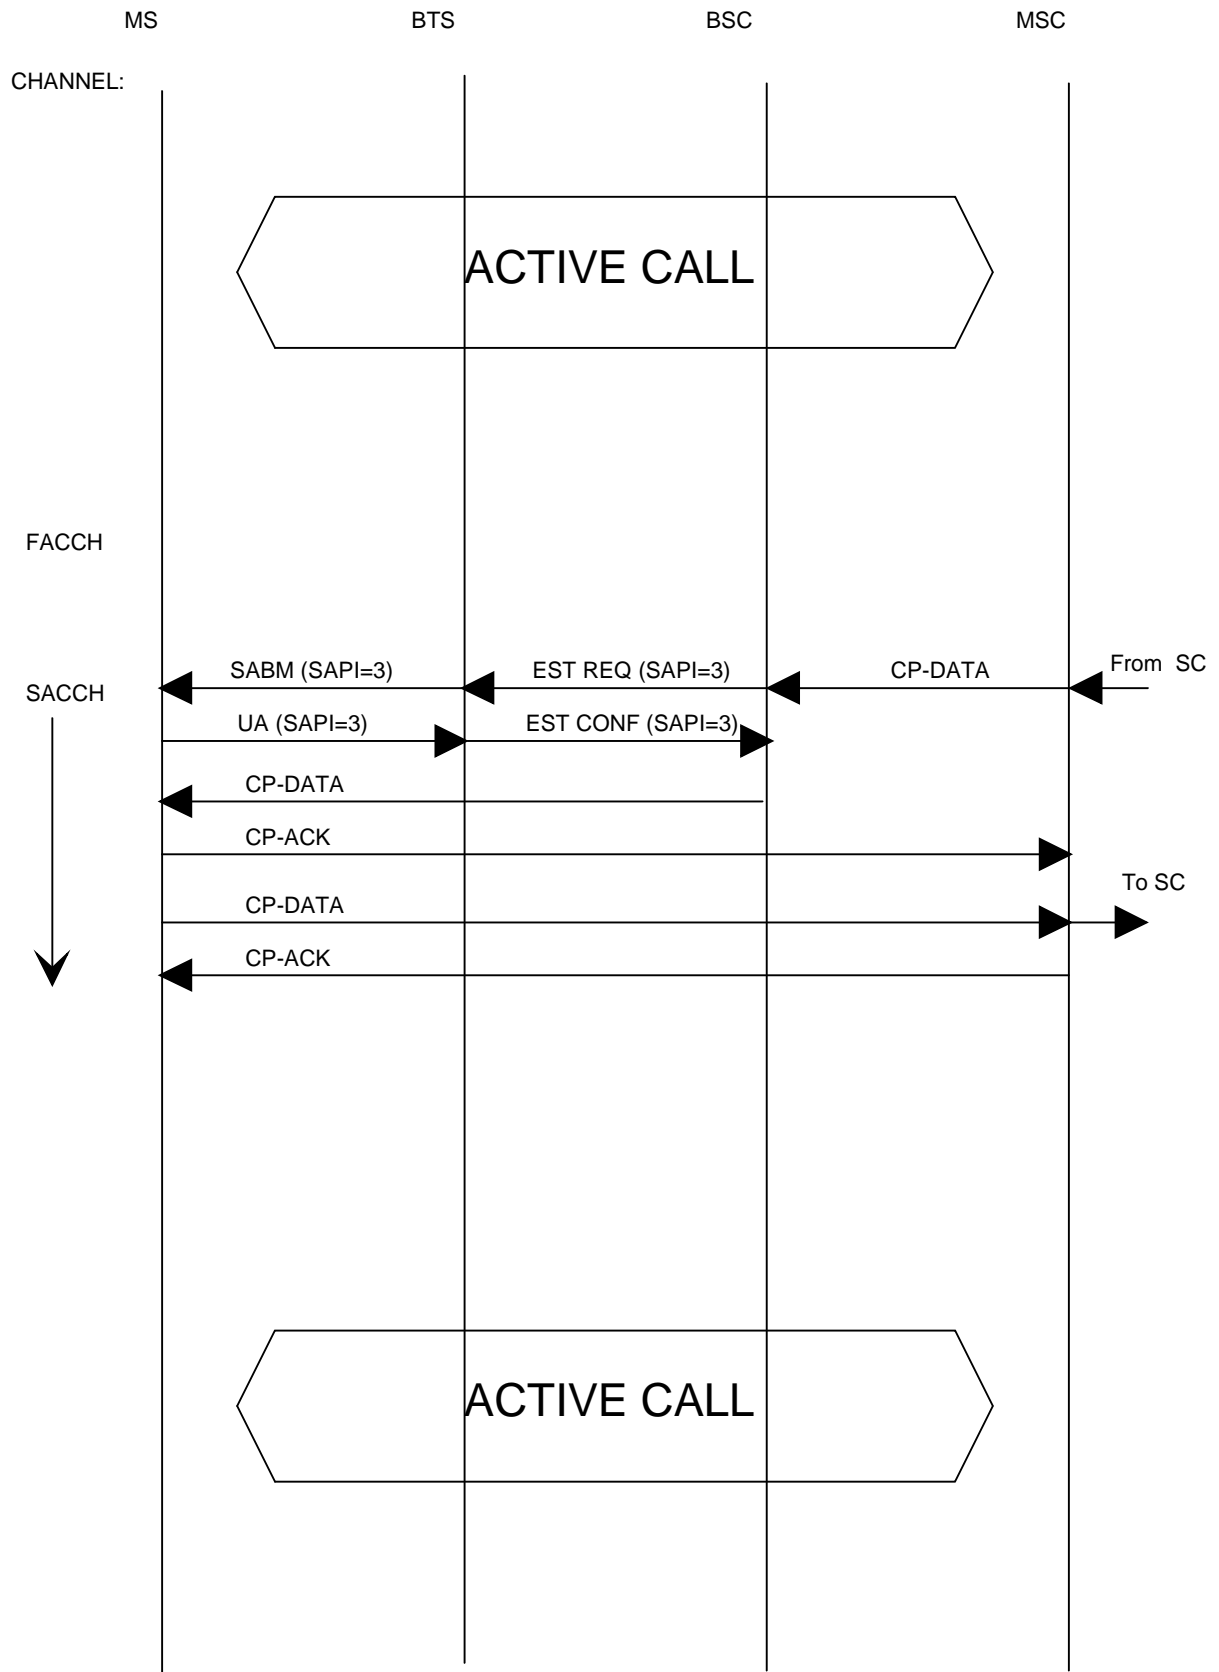 MS BTS BSC MSC
CHANNEL:
ACTIVE CALL
FACCH
SABM (SAPI=3) EST REQ (SAPI=3) CP-DATA From SC
SACCH
UA (SAPI=3) EST CONF (SAPI=3)
CP-DATA
CP-ACK
To SC
CP-DATA
CP-ACK
ACTIVE CALL